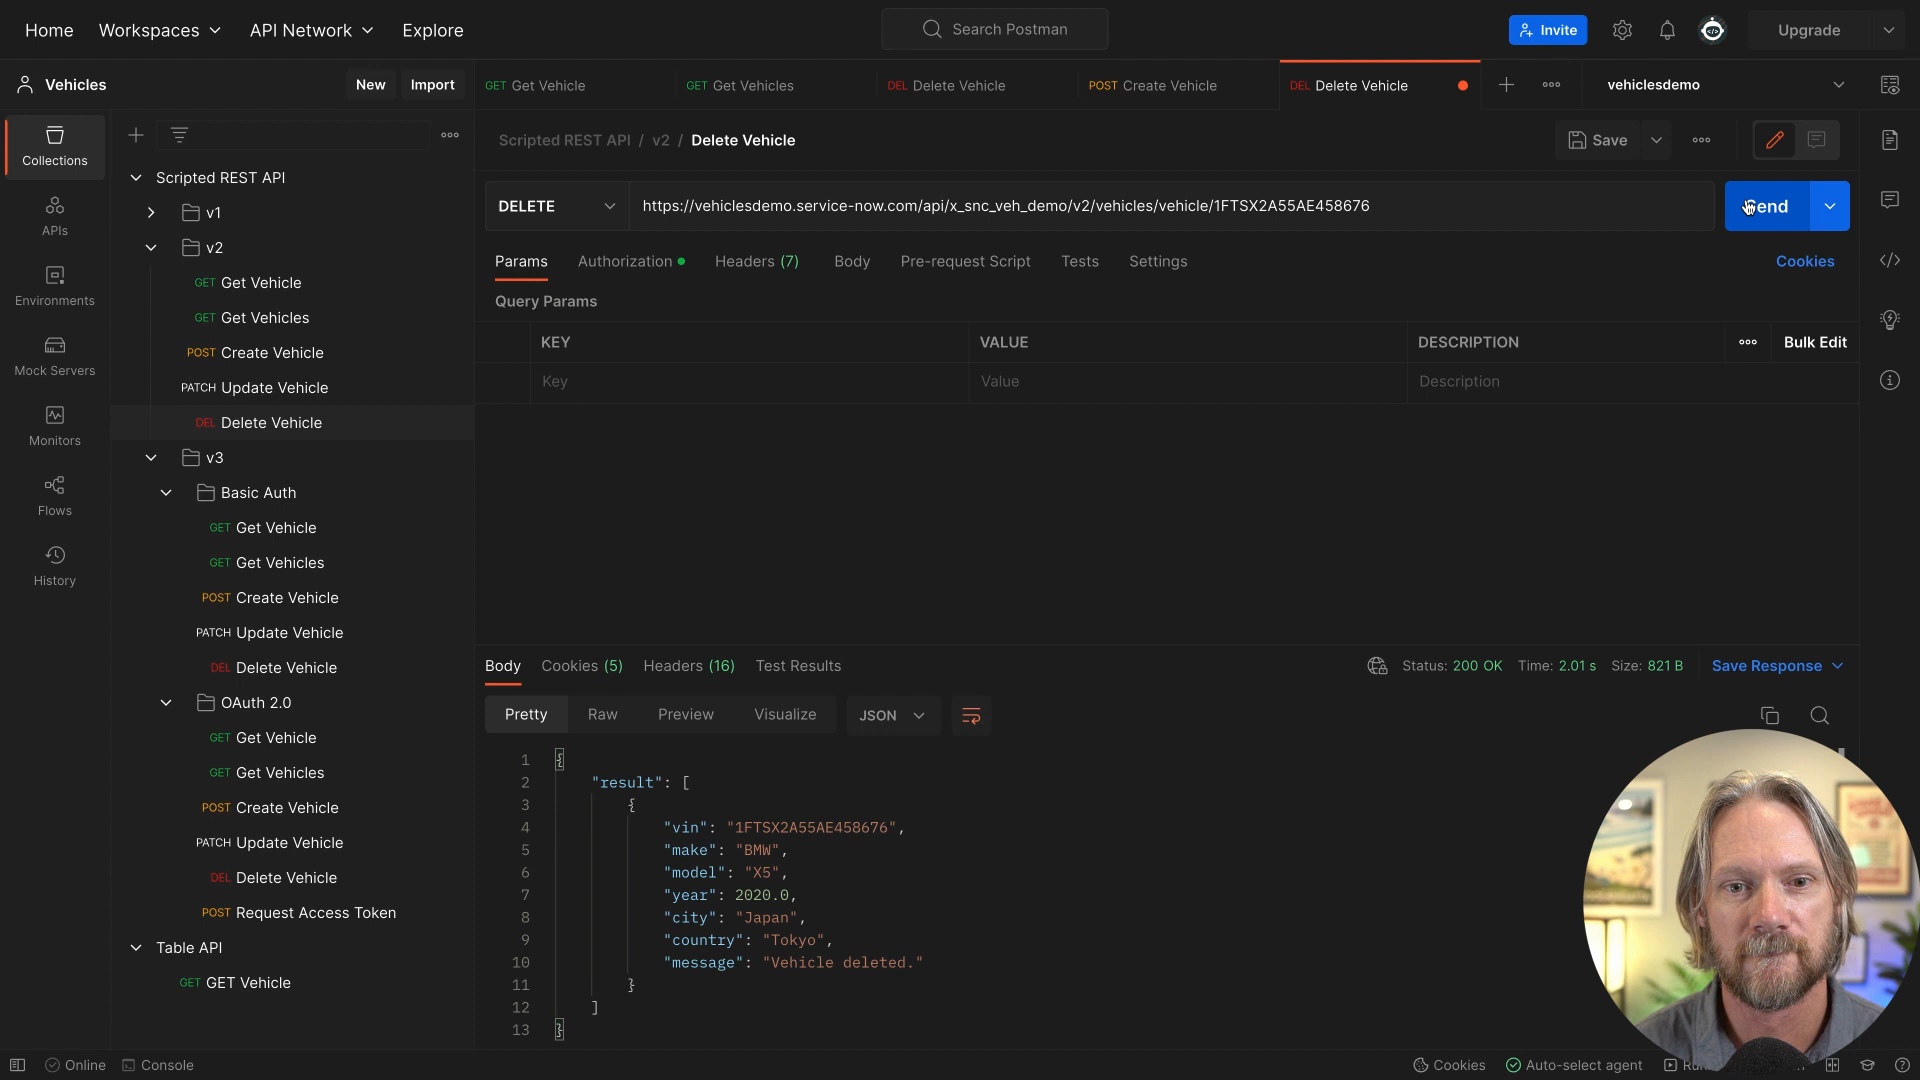 Home Workspaces API Network Explore Search Postman Invite Upgrade
Vehicles New Import GET Get Vehicle GET Get Vehicles DEL Delete Vehicle POST Create Vehicle DEL Delete Vehicle vehiclesdemo
Collections
APIs
Environments
Mock Servers
Monitors
Flows
History
Scripted REST API
v1
v2
GET Get Vehicle
GET Get Vehicles
POST Create Vehicle
PATCH Update Vehicle
DEL Delete Vehicle
v3
Basic Auth
GET Get Vehicle
GET Get Vehicles
POST Create Vehicle
PATCH Update Vehicle
DEL Delete Vehicle
OAuth 2.0
GET Get Vehicle
GET Get Vehicles
POST Create Vehicle
PATCH Update Vehicle
DEL Delete Vehicle
POST Request Access Token
Table API
GET GET Vehicle
Scripted REST API / v2 / Delete Vehicle Save
DELETE https://vehiclesdemo.service-now.com/api/x_snc_veh_demo/v2/vehicles/vehicle/1FTSX2A55AE458676 Send
Params Authorization Headers (7) Body Pre-request Script Tests Settings Cookies
Query Params
KEY VALUE DESCRIPTION Bulk Edit
Key Value Description
Body Cookies (5) Headers (16) Test Results Status: 200 OK Time: 2.01 s Size: 821 B Save Response
Pretty Raw Preview Visualize JSON
1 {
2 "result": [
3 {
4 "vin": "1FTSX2A55AE458676",
5 "make": "BMW",
6 "model": "X5",
7 "year": 2020.0,
8 "city": "Japan",
9 "country": "Tokyo",
10 "message": "Vehicle deleted."
11 }
12 ]
13 }
Online Console Cookies Auto-select agent